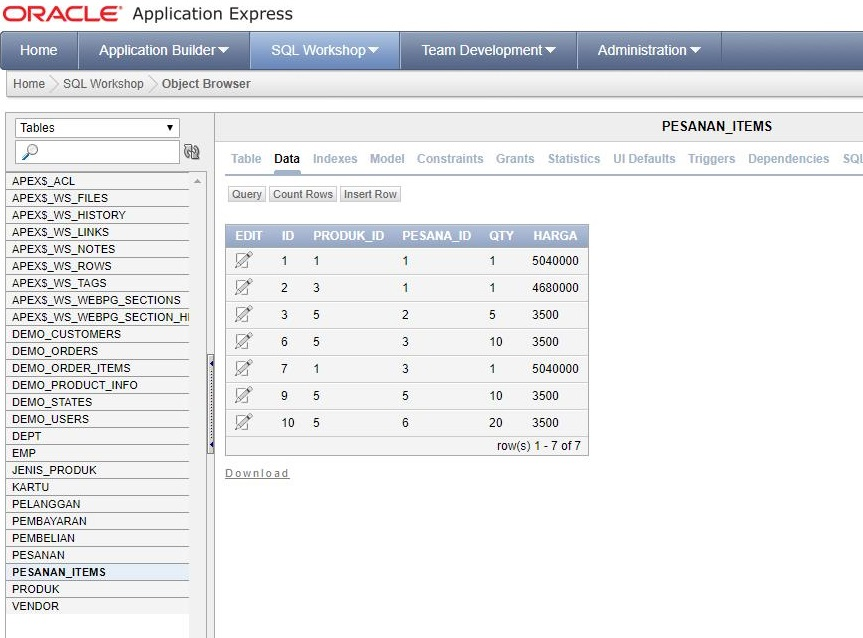 ORACLE® Application Express
Home Application Builder SQL Workshop Team Development Administration
Home SQL Workshop Object Browser
Tables
PESANAN_ITEMS
Table Data Indexes Model Constraints Grants Statistics UI Defaults Triggers Dependencies SQL
Query Count Rows Insert Row
APEX$_ACL
APEX$_WS_FILES
APEX$_WS_HISTORY
APEX$_WS_LINKS
APEX$_WS_NOTES
APEX$_WS_ROWS
APEX$_WS_TAGS
APEX$_WS_WEBPG_SECTIONS
APEX$_WS_WEBPG_SECTION_HI
DEMO_CUSTOMERS
DEMO_ORDERS
DEMO_ORDER_ITEMS
DEMO_PRODUCT_INFO
DEMO_STATES
DEMO_USERS
DEPT
EMP
JENIS_PRODUK
KARTU
PELANGGAN
PEMBAYARAN
PEMBELIAN
PESANAN
PESANAN_ITEMS
PRODUK
VENDOR
EDIT ID PRODUK_ID PESANA_ID QTY HARGA
1 1 1 1 5040000
2 3 1 1 4680000
3 5 2 5 3500
6 5 3 10 3500
7 1 3 1 5040000
9 5 5 10 3500
10 5 6 20 3500
row(s) 1 - 7 of 7
Download